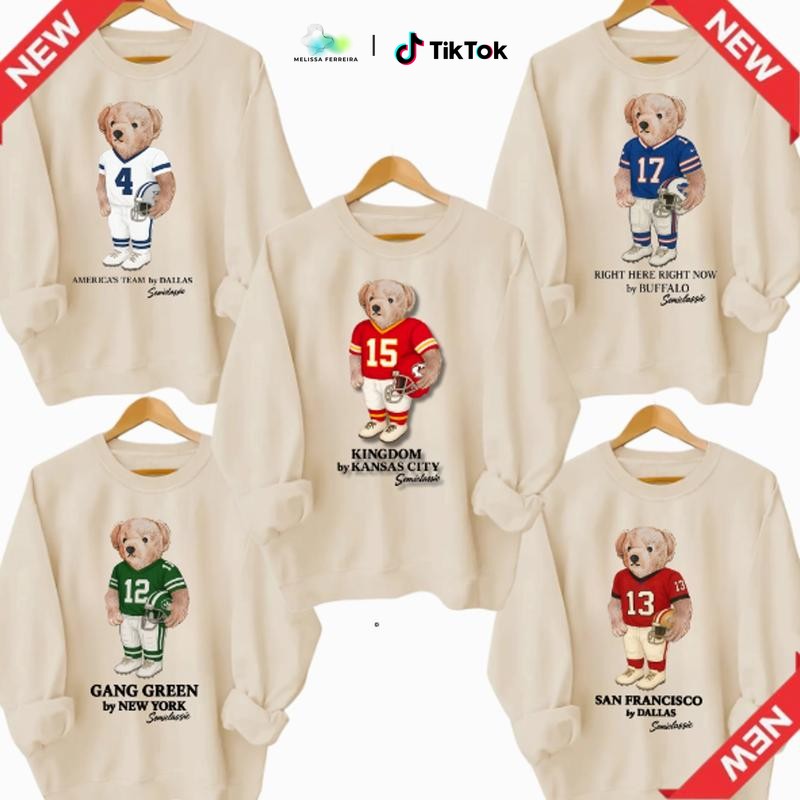 NEW
MELISSA FERREIRA
TikTok
NEW
4
AMERICA'S TEAM by DALLAS
Semiclassic
17
RIGHT HERE RIGHT NOW
by BUFFALO
Semiclassic
15
KINGDOM
by KANSAS CITY
Semiclassic
12
GANG GREEN
by NEW YORK
Semiclassic
13
13
SAN FRANCISCO
by DALLAS
Semiclassic
NEW